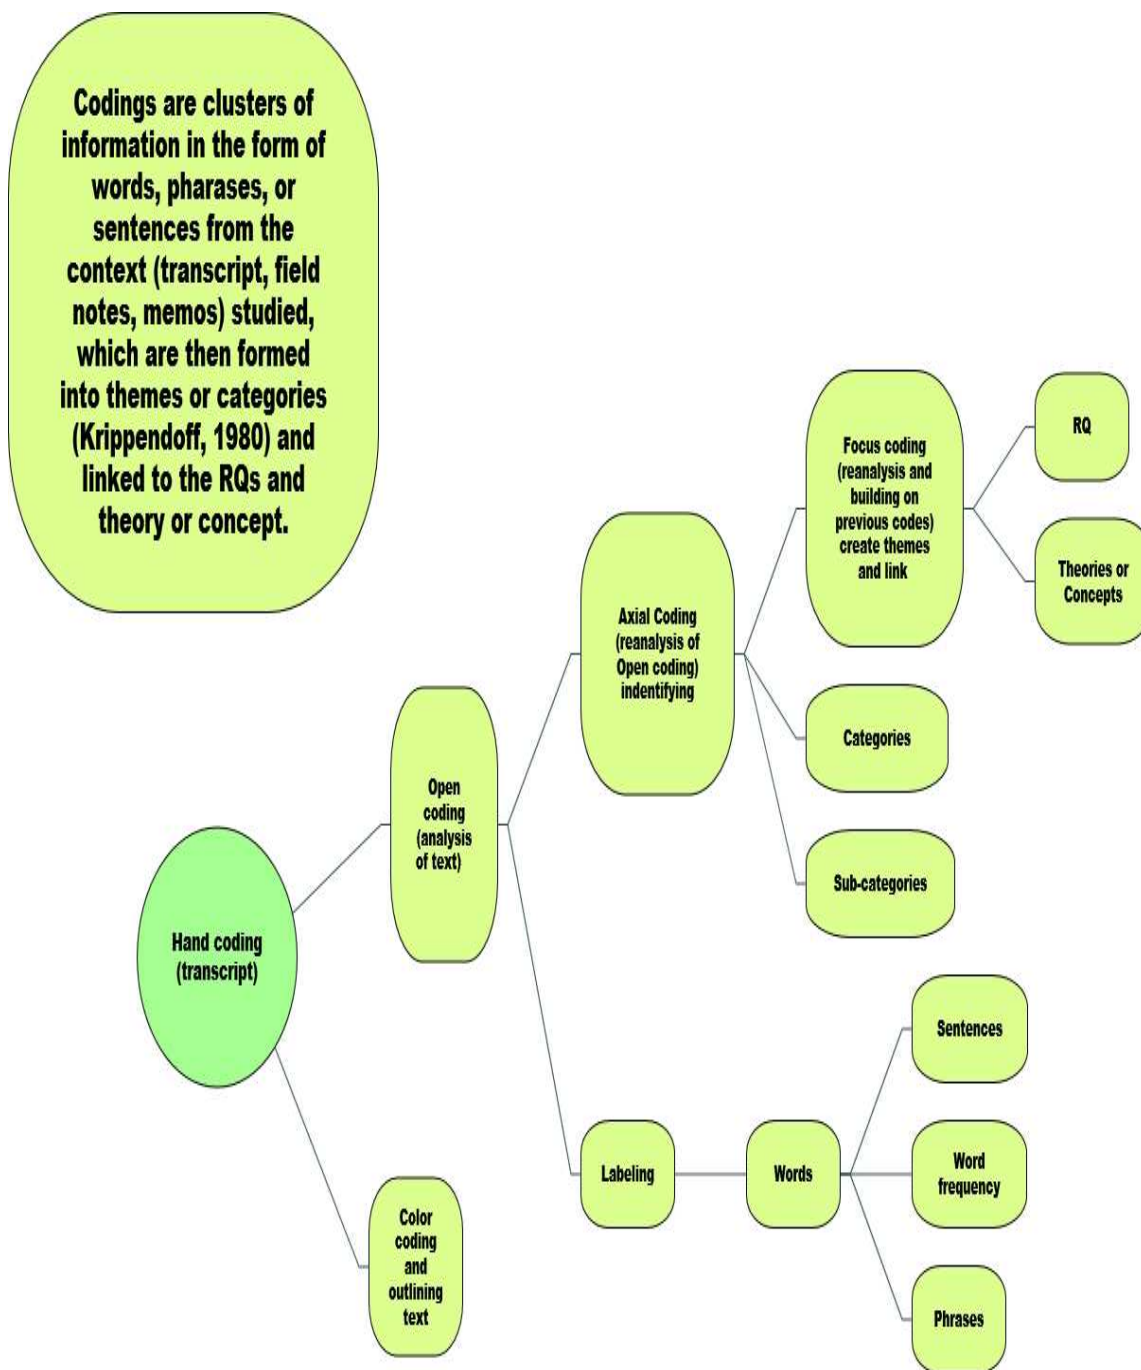 Codings are clusters of
information in the form of
words, pharases, or
sentences from the
context (transcript, field
notes, memos) studied,
which are then formed
into themes or categories
(Krippendoff, 1980) and
linked to the RQs and
theory or concept.
Hand coding
(transcript)
Open
coding
(analysis
of text)
Color
coding
and
outlining
text
Axial Coding
(reanalysis of
Open coding)
indentifying
Labeling
Words
Focus coding
(reanalysis and
building on
previous codes)
create themes
and link
Categories
Sub-categories
RQ
Theories or
Concepts
Sentences
Word
frequency
Phrases